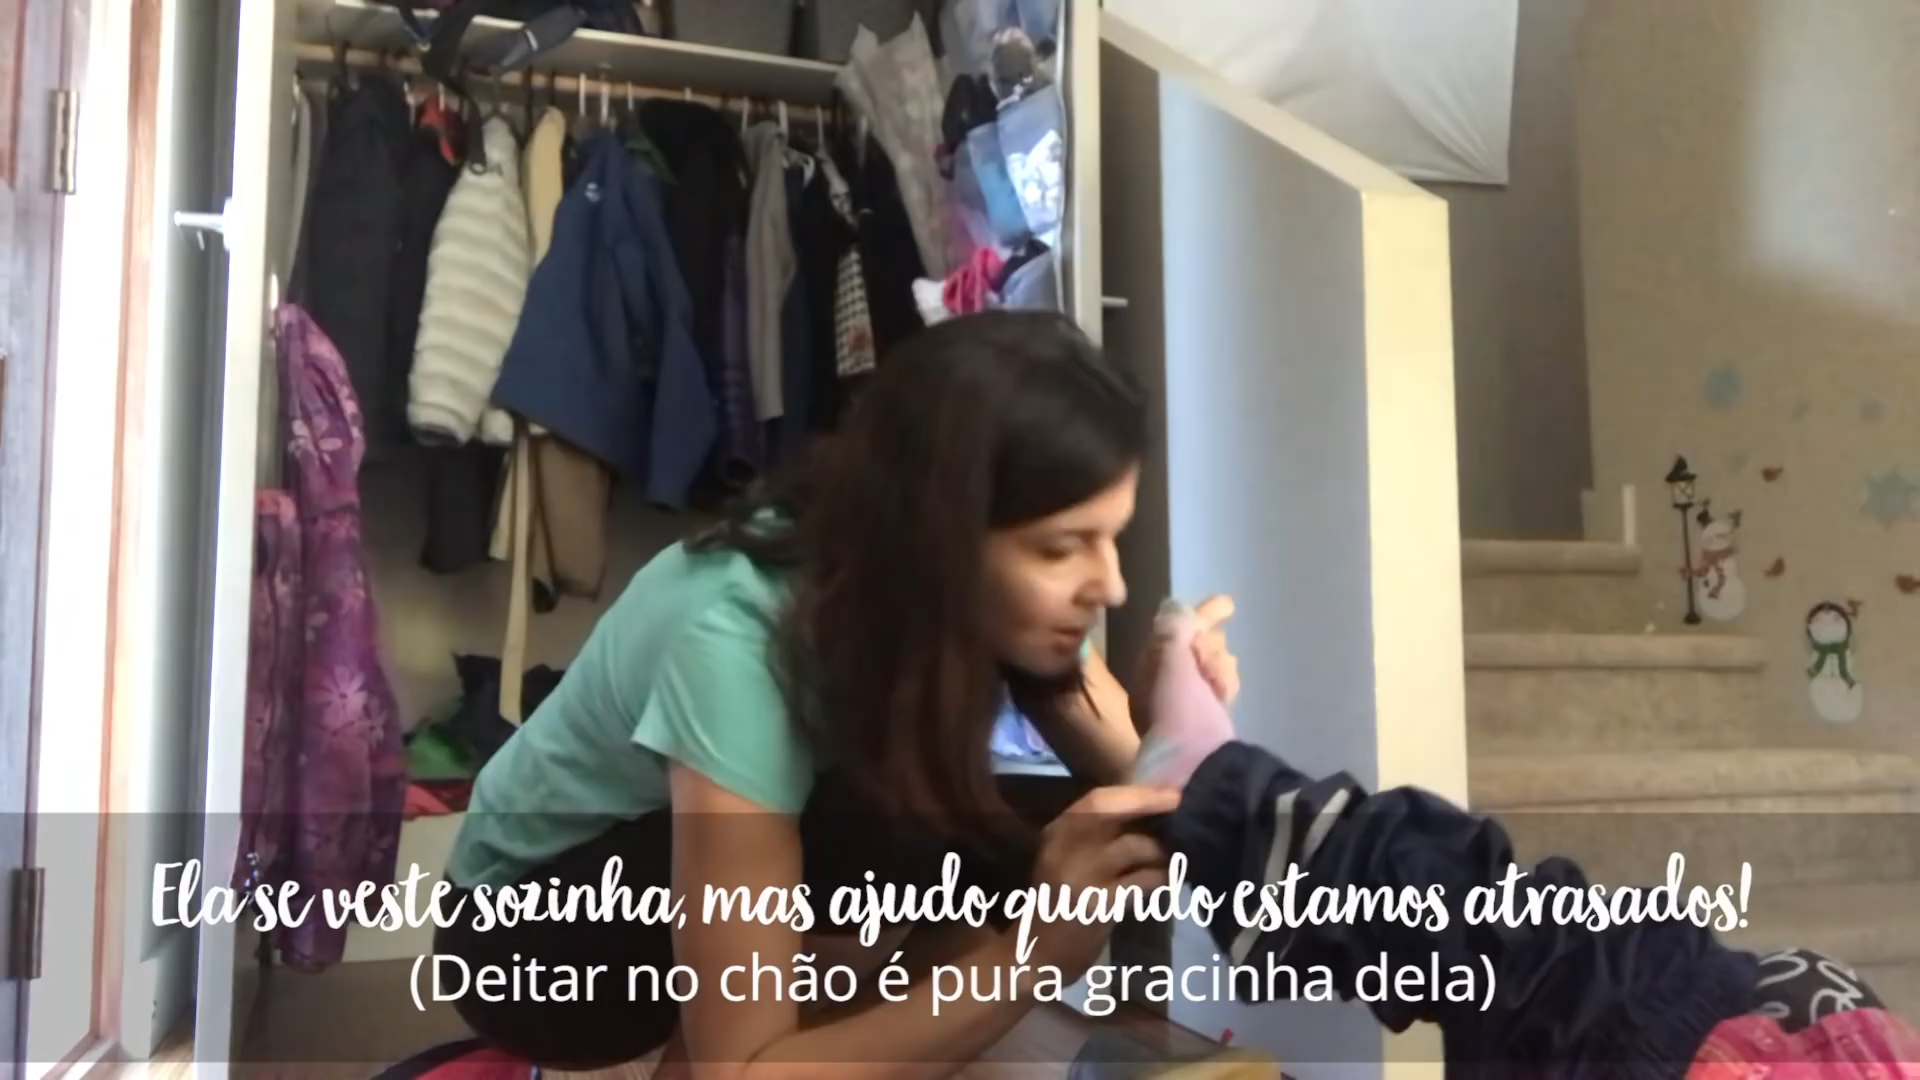 Ela se veste sozinha, mas ajudo quando estamos atrasados!
(Deitar no chão é pura gracinha dela)